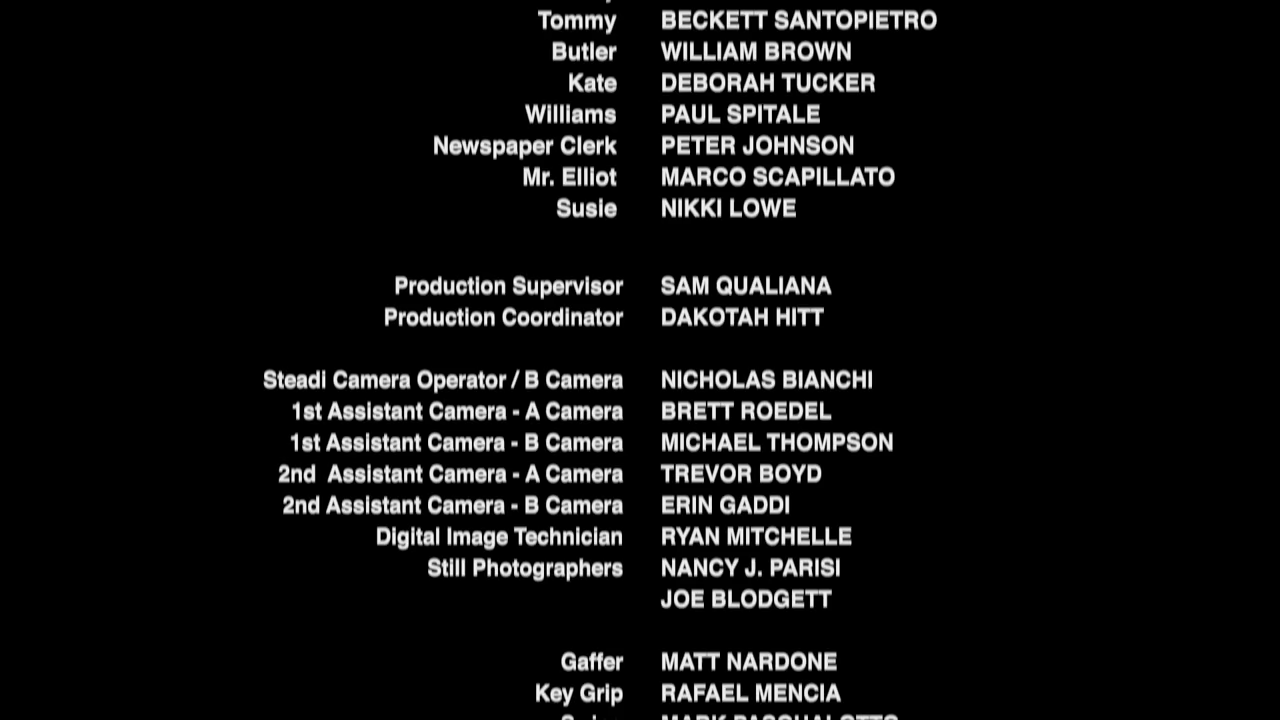 Tommy BECKETT SANTOPIETRO
Butler WILLIAM BROWN
Kate DEBORAH TUCKER
Williams PAUL SPITALE
Newspaper Clerk PETER JOHNSON
Mr. Elliot MARCO SCAPILLATO
Susie NIKKI LOWE
Production Supervisor SAM QUALIANA
Production Coordinator DAKOTAH HITT
Steadi Camera Operator / B Camera NICHOLAS BIANCHI
1st Assistant Camera - A Camera BRETT ROEDEL
1st Assistant Camera - B Camera MICHAEL THOMPSON
2nd  Assistant Camera - A Camera TREVOR BOYD
2nd Assistant Camera - B Camera ERIN GADDI
Digital Image Technician RYAN MITCHELLE
Still Photographers NANCY J. PARISI
JOE BLODGETT
Gaffer MATT NARDONE
Key Grip RAFAEL MENCIA